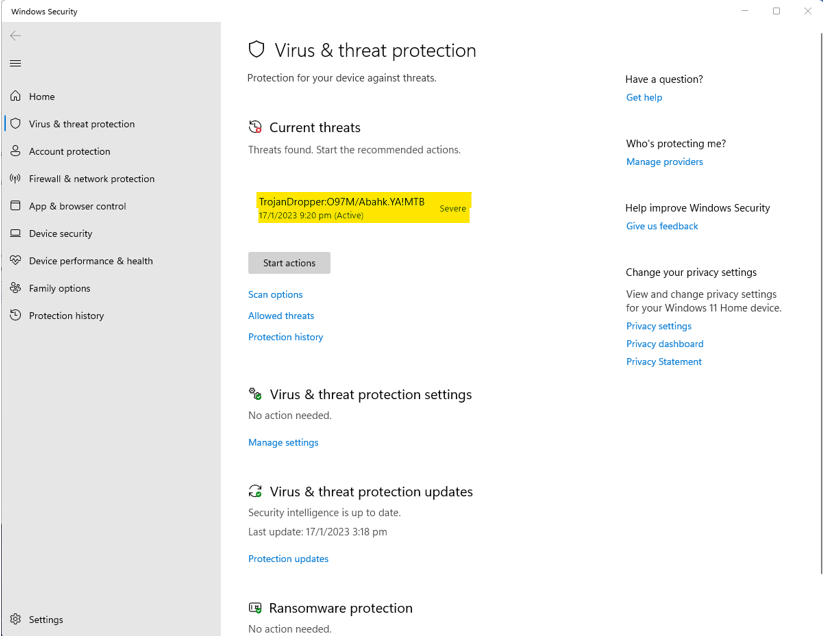 Windows Security
Home
Virus & threat protection
Account protection
Firewall & network protection
App & browser control
Device security
Device performance & health
Family options
Protection history
Settings
Virus & threat protection
Protection for your device against threats.
Current threats
Threats found. Start the recommended actions.
TrojanDropper:O97M/Abahk.YA!MTB
17/1/2023 9:20 pm (Active)
Severe
Start actions
Scan options
Allowed threats
Protection history
Virus & threat protection settings
No action needed.
Manage settings
Virus & threat protection updates
Security intelligence is up to date.
Last update: 17/1/2023 3:18 pm
Protection updates
Ransomware protection
No action needed.
Have a question?
Get help
Who's protecting me?
Manage providers
Help improve Windows Security
Give us feedback
Change your privacy settings
View and change privacy settings
for your Windows 11 Home device.
Privacy settings
Privacy dashboard
Privacy Statement